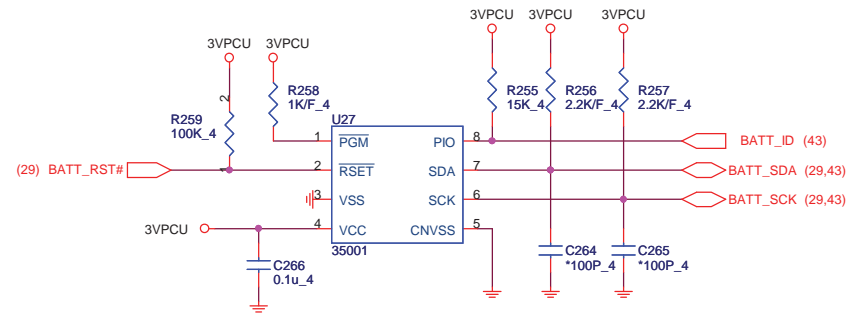 3VPCU
3VPCU
3VPCU
3VPCU
3VPCU
R258
1K/F_4
R255
15K_4
R256
2.2K/F_4
R257
2.2K/F_4
2
R259
100K_4
1
U27
1
PGM
PIO
8
BATT_ID (43)
(29) BATT_RST#
2
RSET
SDA
7
BATT_SDA (29,43)
3
VSS
SCK
6
BATT_SCK (29,43)
3VPCU
4
VCC
CNVSS
5
35001
C266
0.1u_4
C264
*100P_4
C265
*100P_4